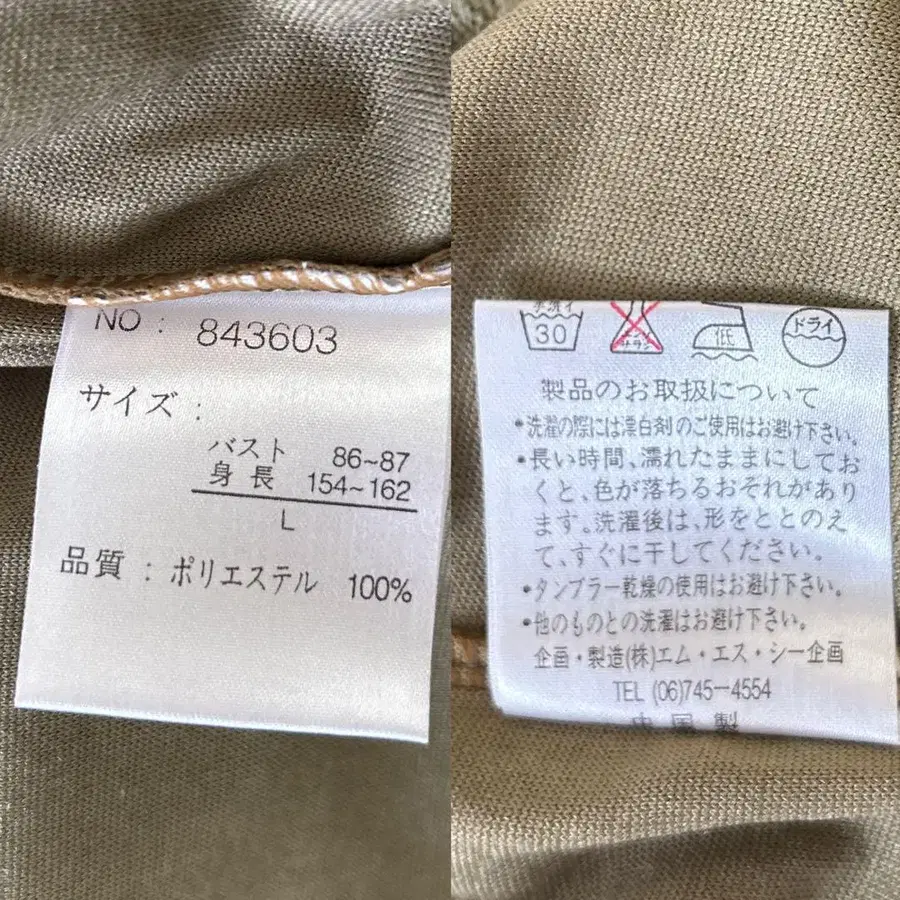 NO : 843603
サイズ :
バスト 86~87
身長 154~162
L
品質 : ポリエステル 100%
手洗イ
30
エンソ
サラシ
低
ドライ
製品のお取扱について
•洗濯の際には漂白剤のご使用はお避け下さい。
•長い時間、濡れたままにしてお
くと、色が落ちるおそれがあり
ます。洗濯後は、形をととのえ
て、すぐに干してください。
•タンブラー乾燥の使用はお避け下さい。
•他のものとの洗濯はお避け下さい。
企画・製造(株)エム・エス・シー企画
TEL (06)745-4554
中国製